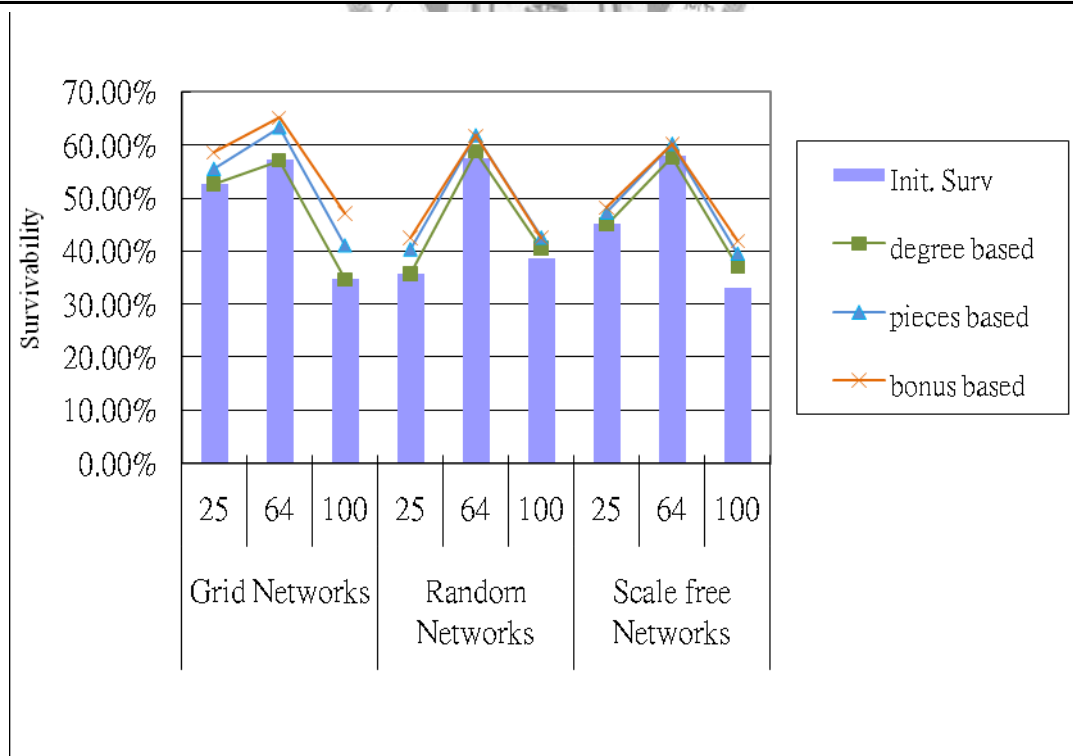 70.00%
60.00%
50.00%
40.00%
30.00%
20.00%
10.00%
0.00%
Survivability
25 64 100 25 64 100 25 64 100
Grid Networks
Random
Networks
Scale free
Networks
Init. Surv
degree based
pieces based
bonus based